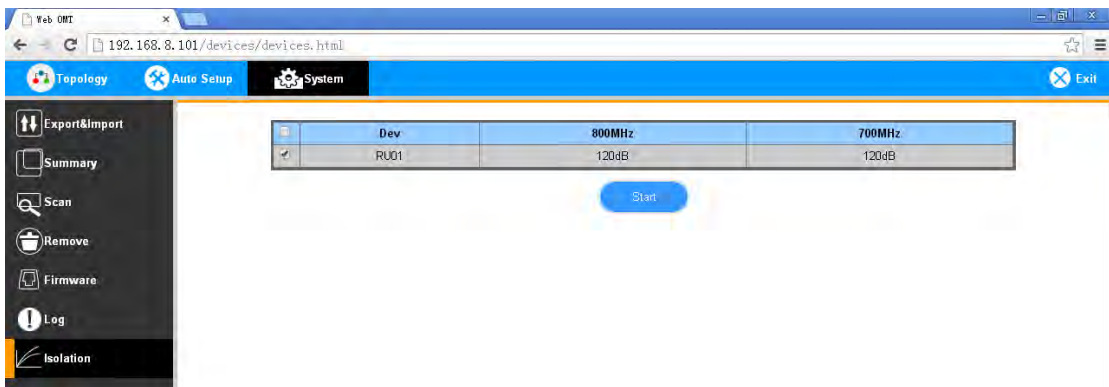 Web OMT
192.168.8.101/devices/devices.html
Topology Auto Setup System Exit
Export&Import
Summary
Scan
Remove
Firmware
Log
Isolation
Dev 800MHz 700MHz
RU01 120dB 120dB
Start